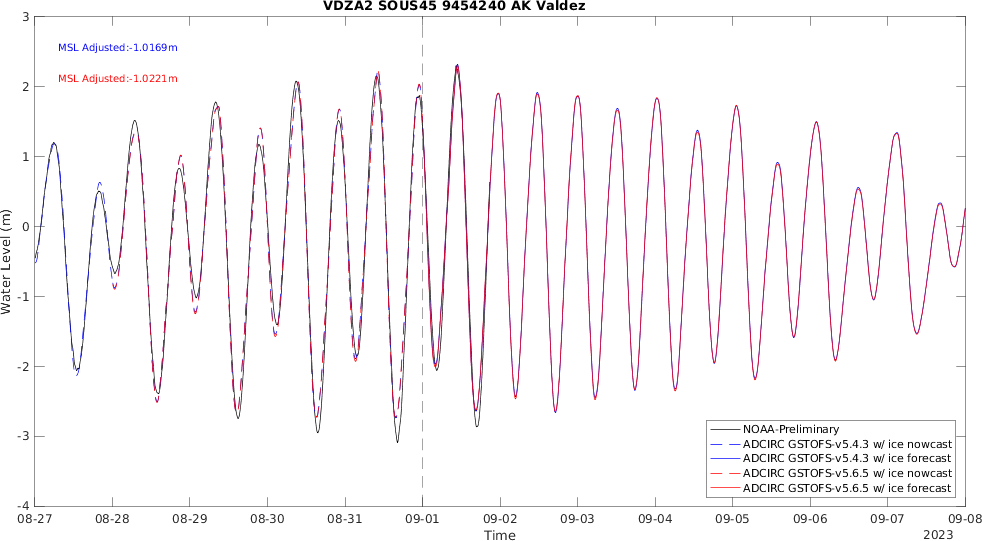 VDZA2 SOUS45 9454240 AK Valdez
MSL Adjusted:-1.0169m
MSL Adjusted:-1.0221m
Water Level (m)
3
2
1
0
-1
-2
-3
-4
NOAA-Preliminary
ADCIRC GSTOFS-v5.4.3 w/ ice nowcast
ADCIRC GSTOFS-v5.4.3 w/ ice forecast
ADCIRC GSTOFS-v5.6.5 w/ ice nowcast
ADCIRC GSTOFS-v5.6.5 w/ ice forecast
08-27 08-28 08-29 08-30 08-31 09-01 09-02 09-03 09-04 09-05 09-06 09-07 09-08
Time
2023